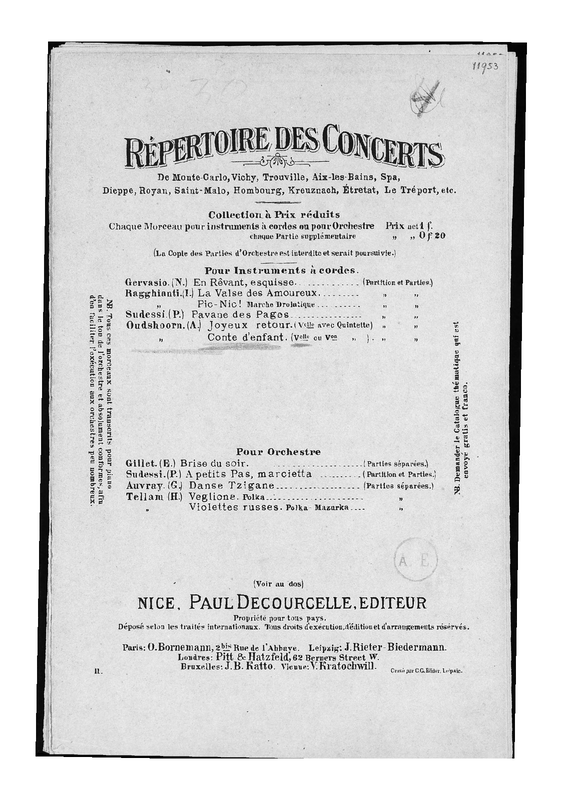 11953
RÉPERTOIRE DES CONCERTS
De Monte-Carlo, Vichy, Trouville, Aix-les-Bains, Spa,
Dieppe, Royan, Saint-Malo, Hombourg, Kreuznach, Étretat, Le Tréport, etc.
Collection à Prix réduits
Chaque Morceau pour instruments à cordes ou pour Orchestre Prix net 1 f.
chaque Partie supplémentaire " " 0 f 20
(La Copie des Parties d'Orchestre est interdite et serait poursuivie.)
Pour Instruments à cordes.
Gervasio. (N.) En Rêvant, esquisse. (Partition et Parties.)
Ragghianti. (I.) La Valse des Amoureux. " "
" Pic-Nic! Marche Drolatique " "
Sudessi. (P.) Pavane des Pages " "
Oudshoorn. (A.) Joyeux retour. (Velle avec Quintette) " "
" Conte d'enfant. (Velle ou Von " ) . " "
NB. Tous ces morceaux sont transcrits pour piano
dans le ton de l'orchestre et absolument conformes, afin
d'en faciliter l'exécution aux orchestres peu nombreux.
NB. Demander le Catalogue thématique qui est
envoyé gratis et franco.
Pour Orchestre
Gillet. (E.) Brise du soir. (Parties séparées.)
Sudessi. (P.) A petits Pas, marcietta (Partition et Parties.)
Auvray. (G.) Danse Tzigane (Parties séparées.)
Tellam. (H.) Veglione. Polka "
" Violettes russes. Polka-Mazurka "
A. E
(Voir au dos)
NICE, PAUL DECOURCELLE, EDITEUR
Propriété pour tous pays.
Déposé selon les traités internationaux. Tous droits d'exécution, d'édition et d'arrangements réservés.
Paris: O. Bornemann, 2bis Rue de l'Abbaye. Leipzig: J. Rieter-Biedermann.
Londres: Pitt & Hatzfeld, 62 Berners Street W.
Bruxelles: J. B. Katto. Vienne: V. Kratochwill.
II.
Gravé par C. G. Röder, Leipzig.